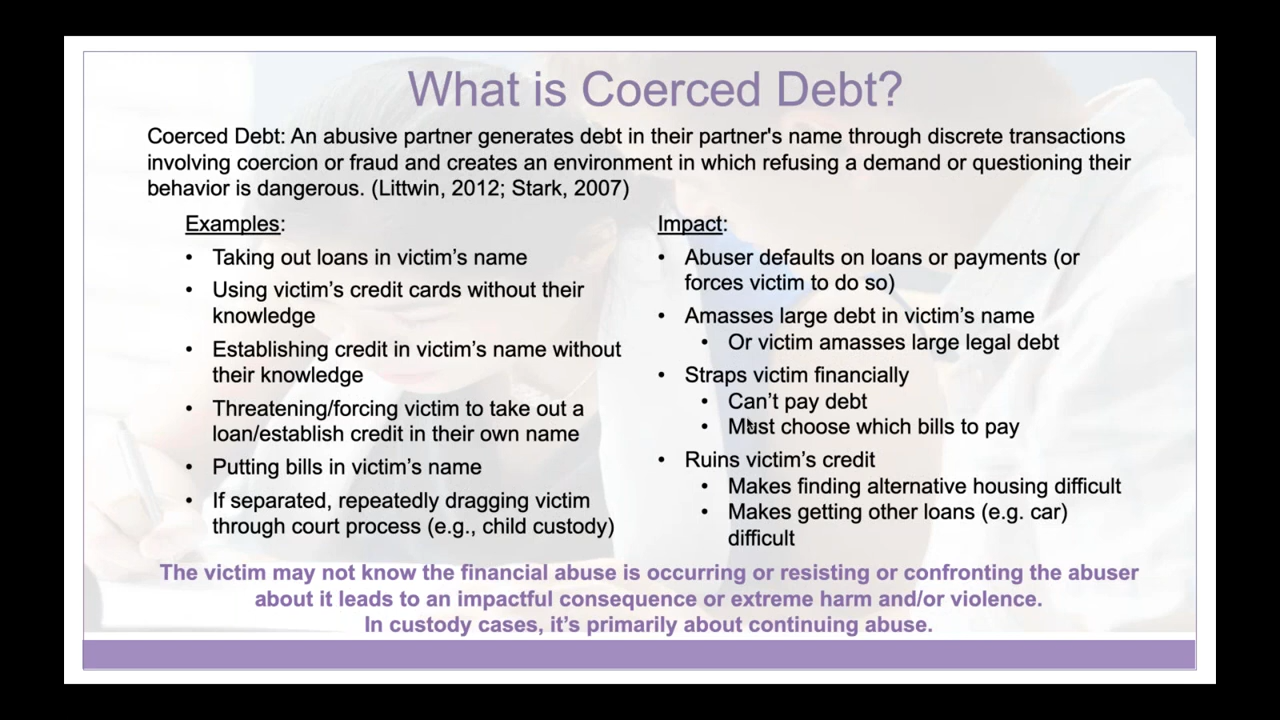 What is Coerced Debt?
Coerced Debt: An abusive partner generates debt in their partner's name through discrete transactions
involving coercion or fraud and creates an environment in which refusing a demand or questioning their
behavior is dangerous. (Littwin, 2012; Stark, 2007)
Examples:
• Taking out loans in victim’s name
• Using victim’s credit cards without their
knowledge
• Establishing credit in victim’s name without
their knowledge
• Threatening/forcing victim to take out a
loan/establish credit in their own name
• Putting bills in victim’s name
• If separated, repeatedly dragging victim
through court process (e.g., child custody)
Impact:
• Abuser defaults on loans or payments (or
forces victim to do so)
• Amasses large debt in victim’s name
• Or victim amasses large legal debt
• Straps victim financially
• Can’t pay debt
• Must choose which bills to pay
• Ruins victim’s credit
• Makes finding alternative housing difficult
• Makes getting other loans (e.g. car)
difficult
The victim may not know the financial abuse is occurring or resisting or confronting the abuser
about it leads to an impactful consequence or extreme harm and/or violence.
In custody cases, it’s primarily about continuing abuse.